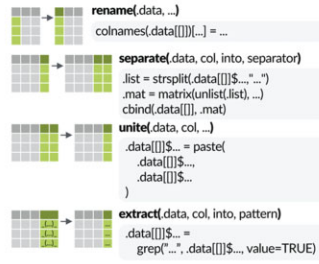 rename(.data, ...)
colnames(.data[[]])[...] = ...
separate(.data, col, into, separator)
.list = strsplit(.data[[]]$...,"...")
.mat = matrix(unlist(.list), ...)
cbind(.data[[]], .mat)
unite(.data, col, ...)
.data[[]]$... = paste(
.data[[]]$...,
.data[[]]$...
)
extract(.data, col, into, pattern)
.data[[]]$... =
grep("...", .data[[]]$..., value=TRUE)